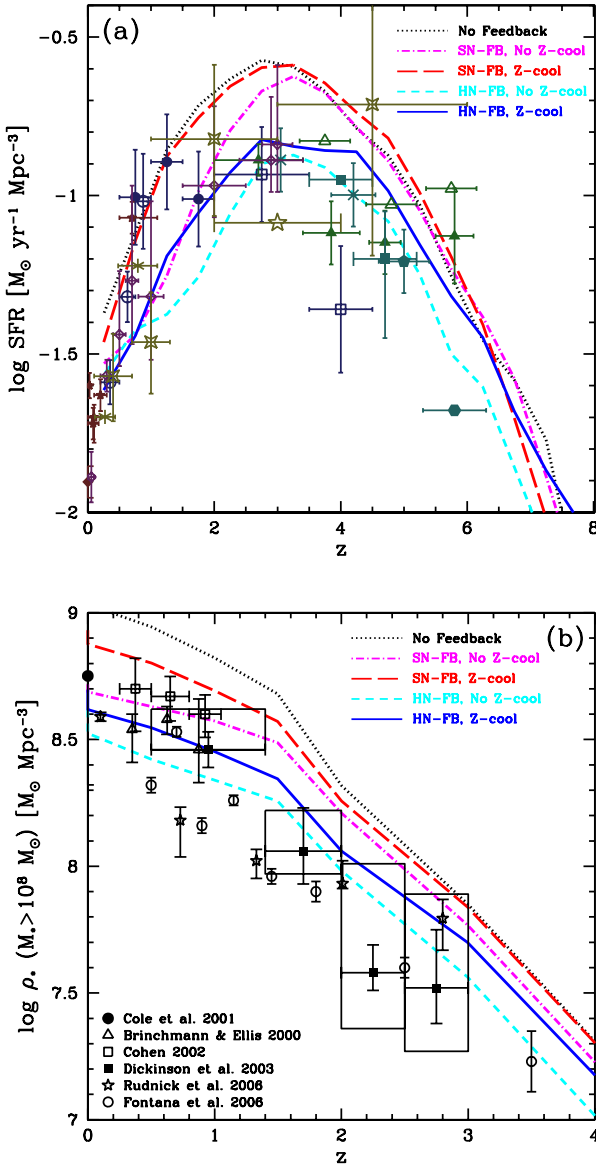 (a)
No Feedback
SN-FB, No Z-cool
SN-FB, Z-cool
HN-FB, No Z-cool
HN-FB, Z-cool
-0.5
-1
-1.5
-2
log SFR [M⊙ yr⁻¹ Mpc⁻³]
0 2 4 6 8
z
(b)
No Feedback
SN-FB, No Z-cool
SN-FB, Z-cool
HN-FB, No Z-cool
HN-FB, Z-cool
9
8.5
8
7.5
7
log ρ⋆ (M⋆>10⁸ M⊙) [M⊙ Mpc⁻³]
Cole et al. 2001
Brinchmann & Ellis 2000
Cohen 2002
Dickinson et al. 2003
Rudnick et al. 2006
Fontana et al. 2006
0 1 2 3 4
z